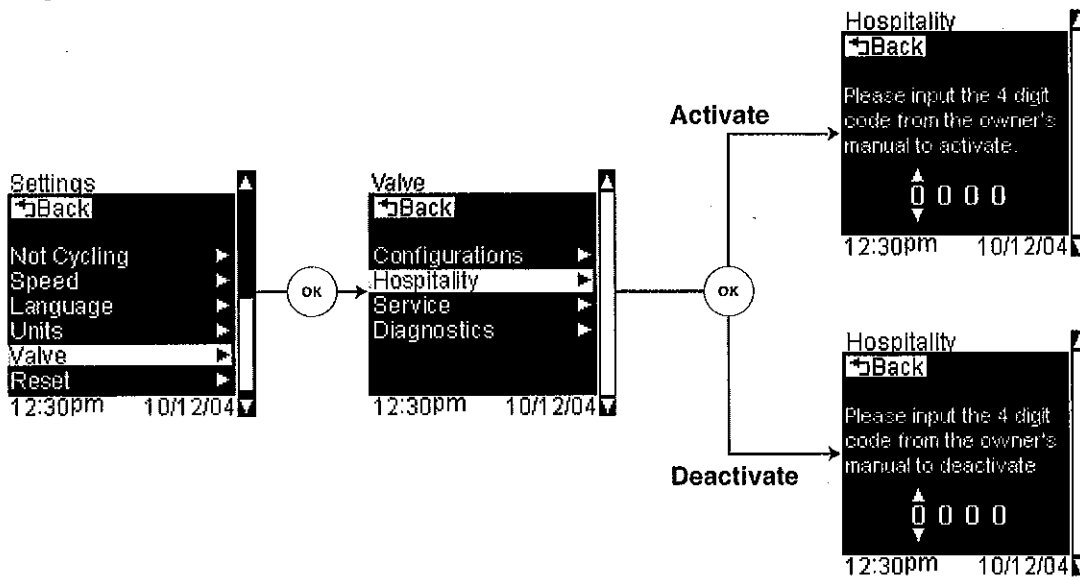 Settings
Back
Not Cycling
Speed
Language
Units
Valve
Reset
12:30pm 10/12/04
OK
Valve
Back
Configurations
Hospitality
Service
Diagnostics
12:30pm 10/12/04
OK
Activate
Hospitality
Back
Please input the 4 digit
code from the owner's
manual to activate.
0 0 0 0
12:30pm 10/12/04
Deactivate
Hospitality
Back
Please input the 4 digit
code from the owner's
manual to deactivate
0 0 0 0
12:30pm 10/12/04